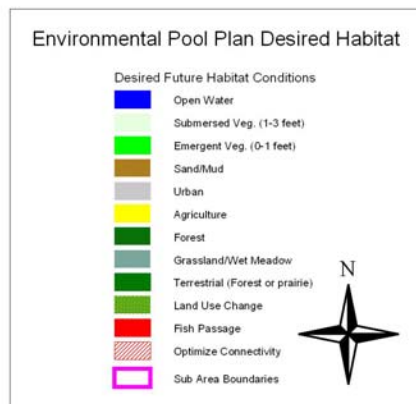 Environmental Pool Plan Desired Habitat
Desired Future Habitat Conditions
Open Water
Submersed Veg. (1-3 feet)
Emergent Veg. (0-1 feet)
Sand/Mud
Urban
Agriculture
Forest
Grassland/Wet Meadow
Terrestrial (Forest or prairie)
Land Use Change
Fish Passage
Optimize Connectivity
Sub Area Boundaries
N